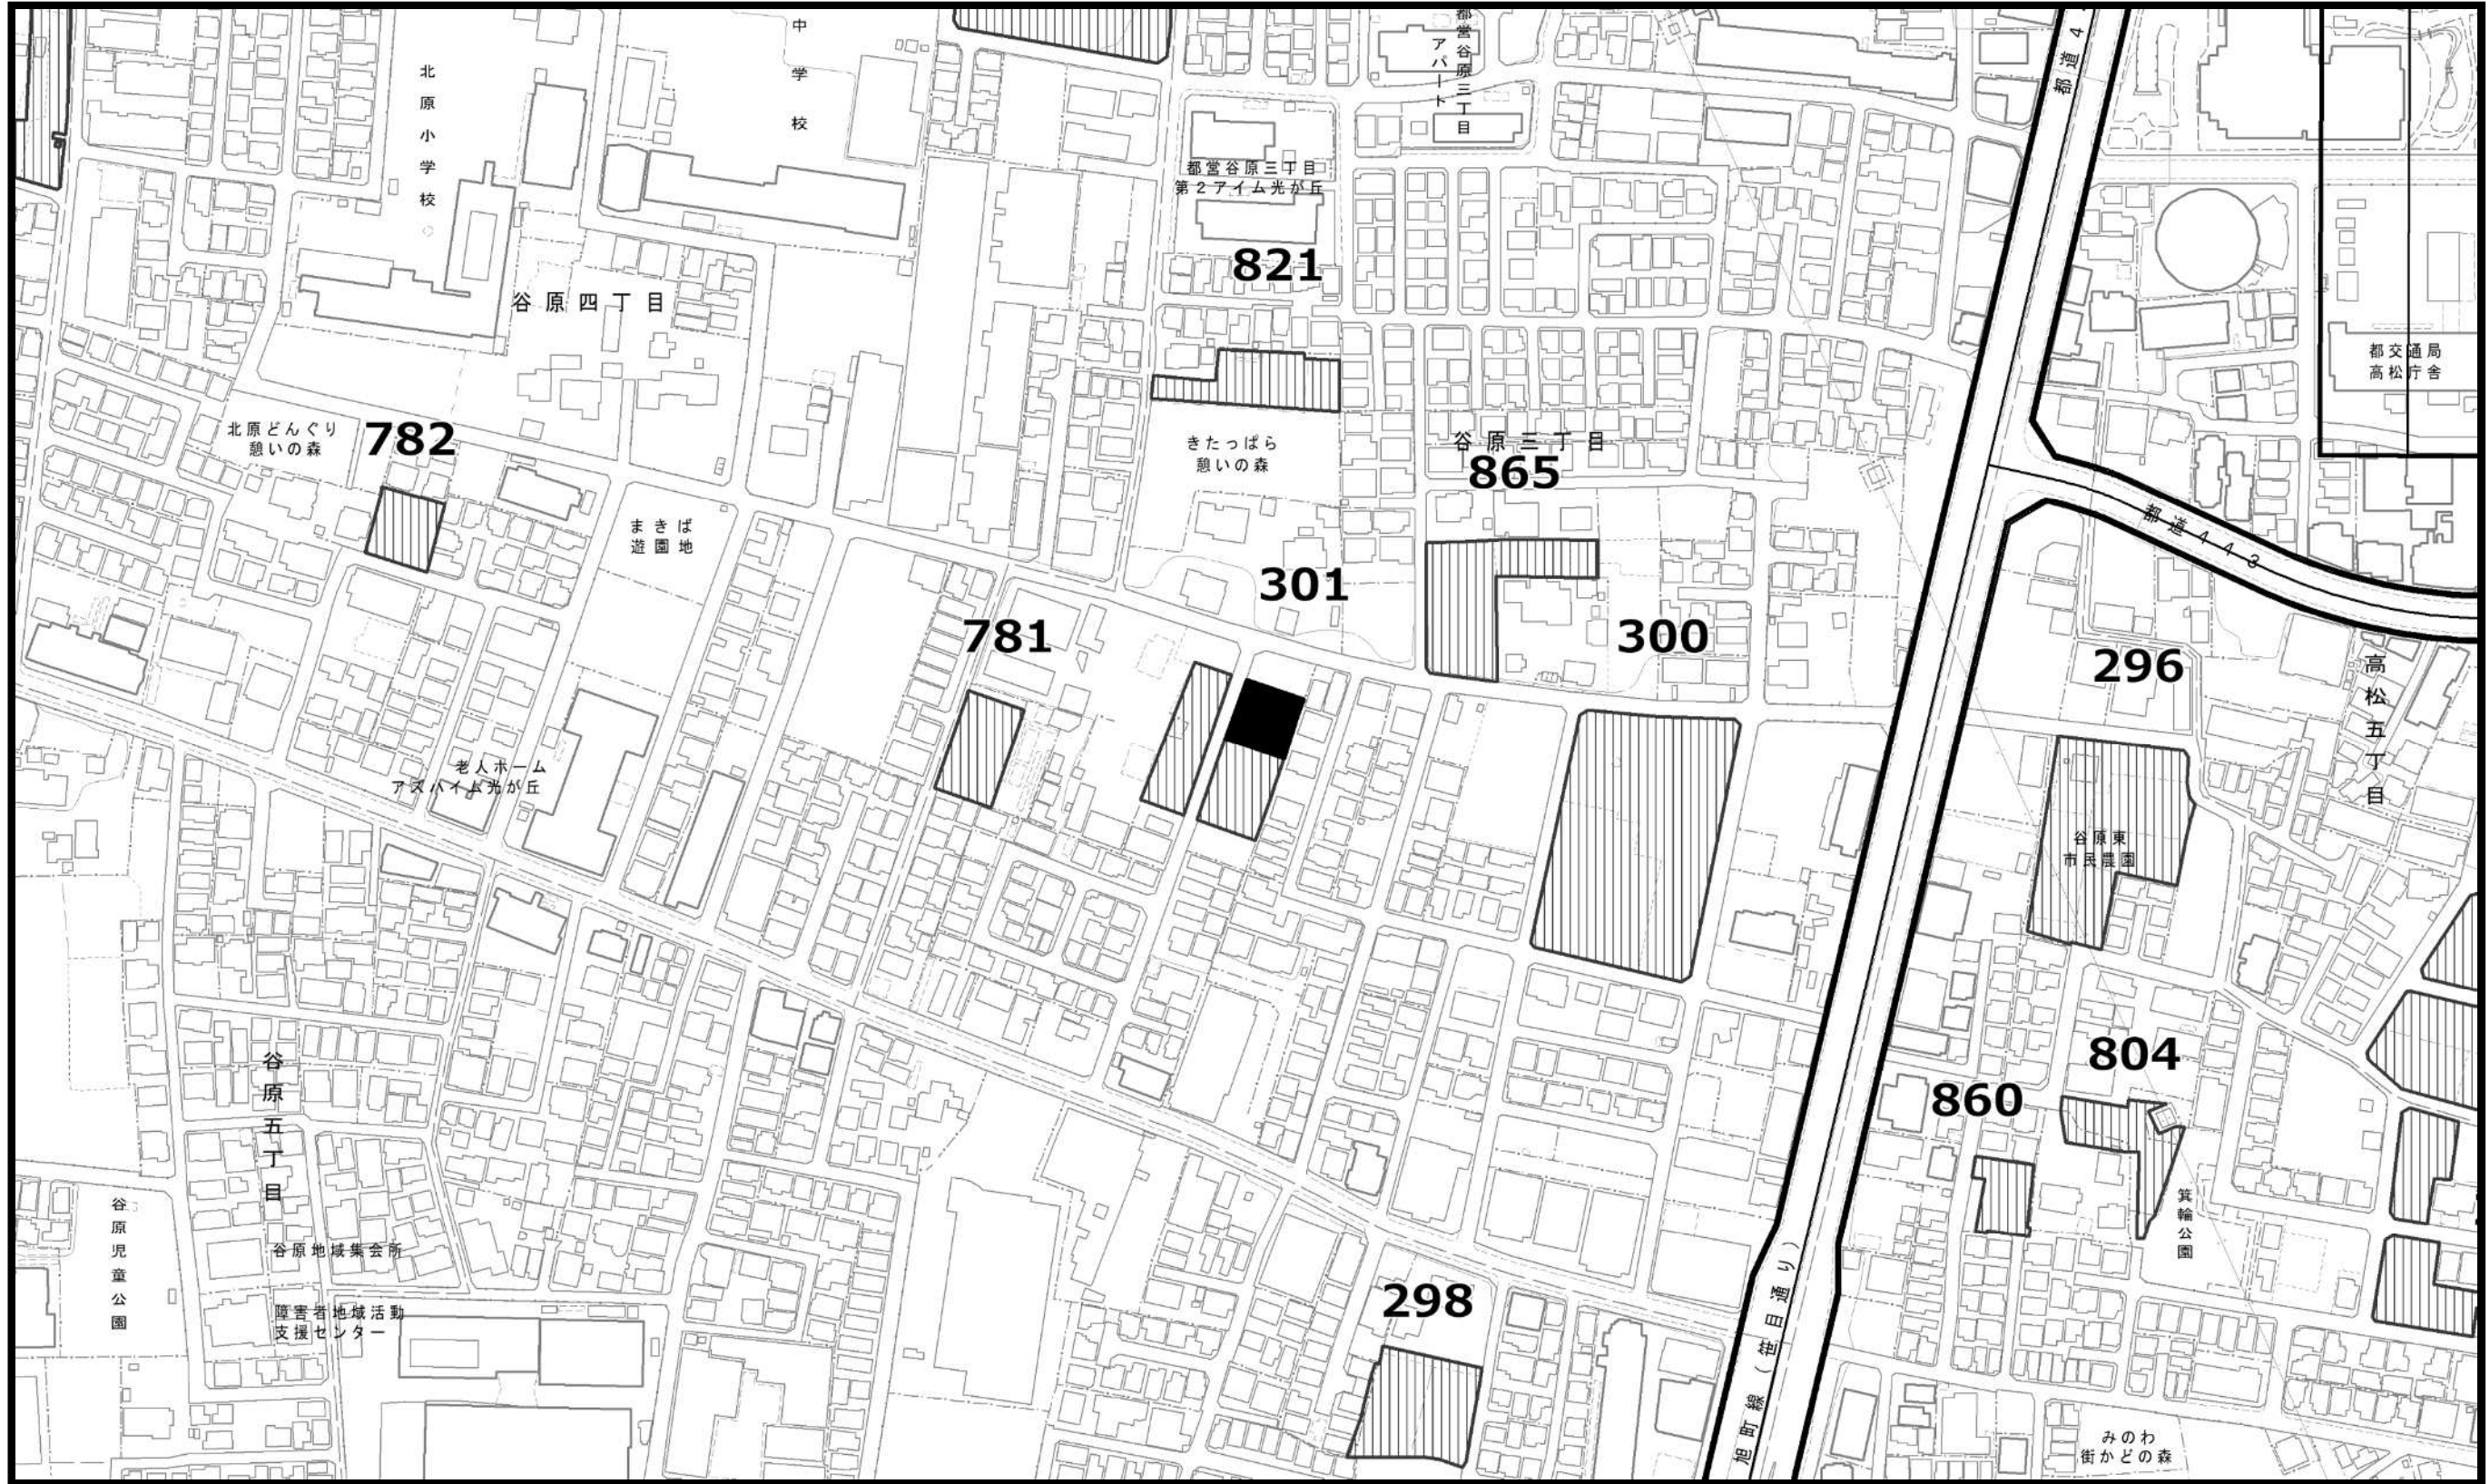 中学校
都営谷原三丁目
アパート
都道4
北原小学校
都営谷原三丁目
第2アイム光が丘
821
谷原四丁目
都交通局
高松庁舎
北原どんぐり
憩いの森
782
きたっぱら
憩いの森
谷原三丁目
865
まきば
遊園地
都道443
301
781
300
296
高松五丁目
老人ホーム
アズハイム光が丘
谷原東
市民農園
谷原五丁目
804
860
箕輪公園
谷原児童公園
谷原地域集会所
298
障害者地域活動
支援センター
旭町線(笹目通り)
みのわ
街かどの森